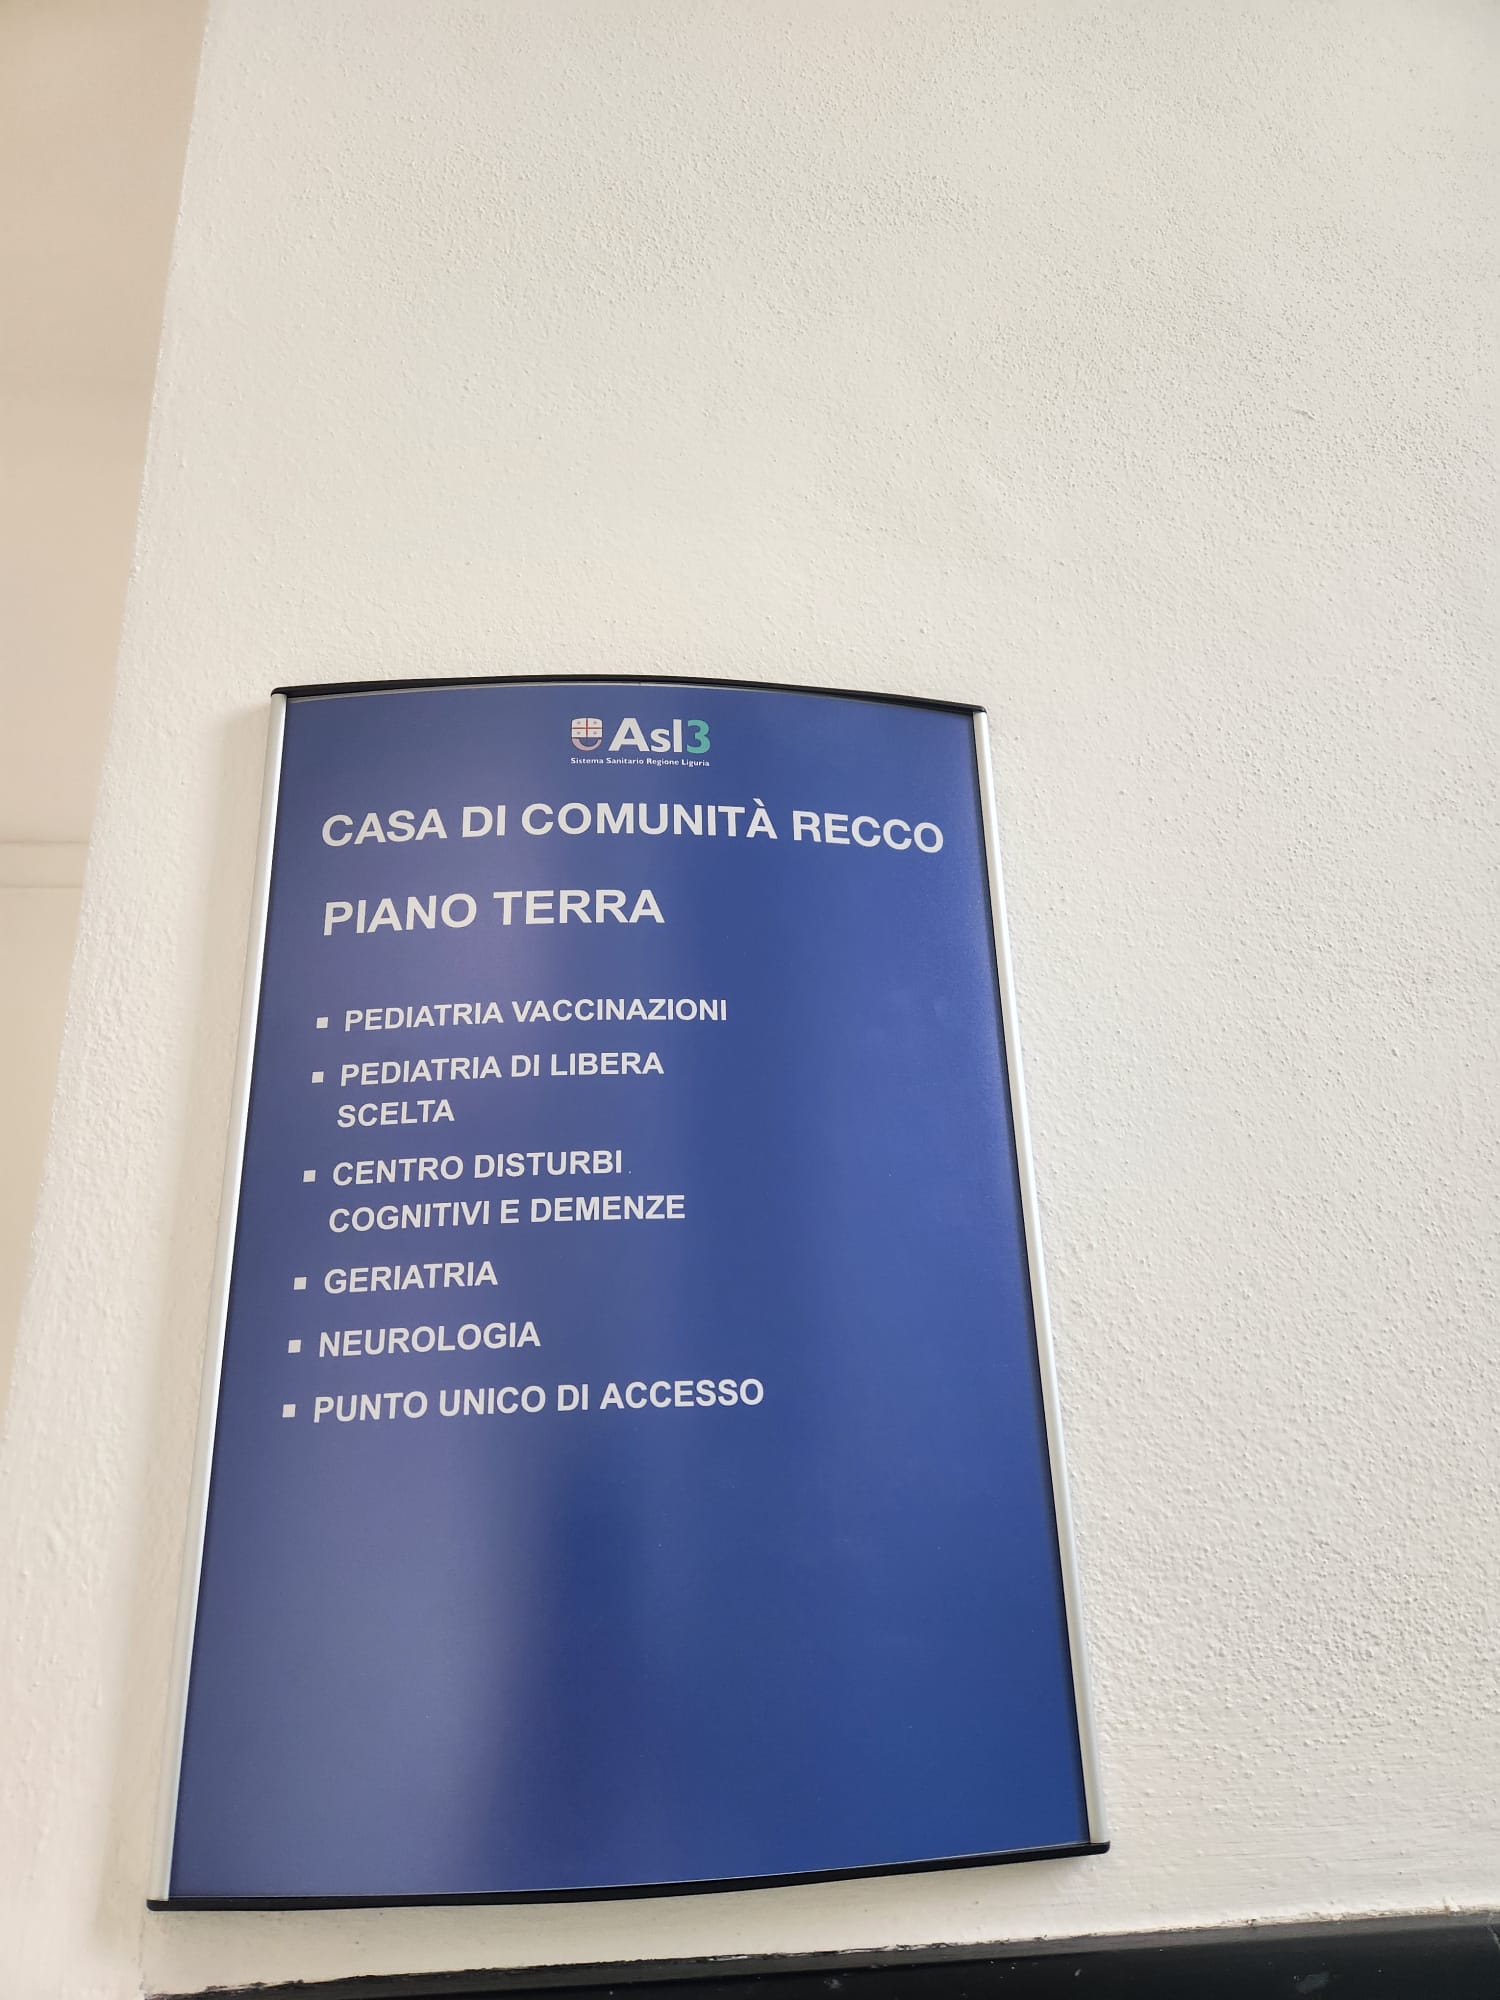 Asl3
Sistema Sanitario Regione Liguria
CASA DI COMUNITÀ RECCO
PIANO TERRA
▪ PEDIATRIA VACCINAZIONI
▪ PEDIATRIA DI LIBERA
SCELTA
▪ CENTRO DISTURBI
COGNITIVI E DEMENZE
▪ GERIATRIA
▪ NEUROLOGIA
▪ PUNTO UNICO DI ACCESSO